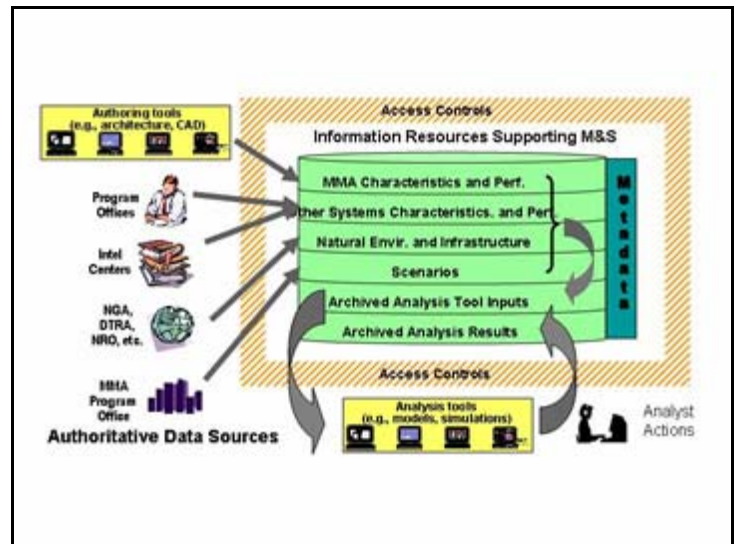 Authoring tools
(e.g., architecture, CAD)
Access Controls
Information Resources Supporting M&S
Program
Offices
MMA Characteristics and Perf.
Other Systems Characteristics. and Perf.
Intel
Centers
Natural Envir. and Infrastructure
Scenarios
NGA,
DTRA,
NRO, etc.
Archived Analysis Tool Inputs
Archived Analysis Results
Metadata
MMA
Program
Office
Access Controls
Authoritative Data Sources
Analysis tools
(e.g., models, simulations)
Analyst
Actions